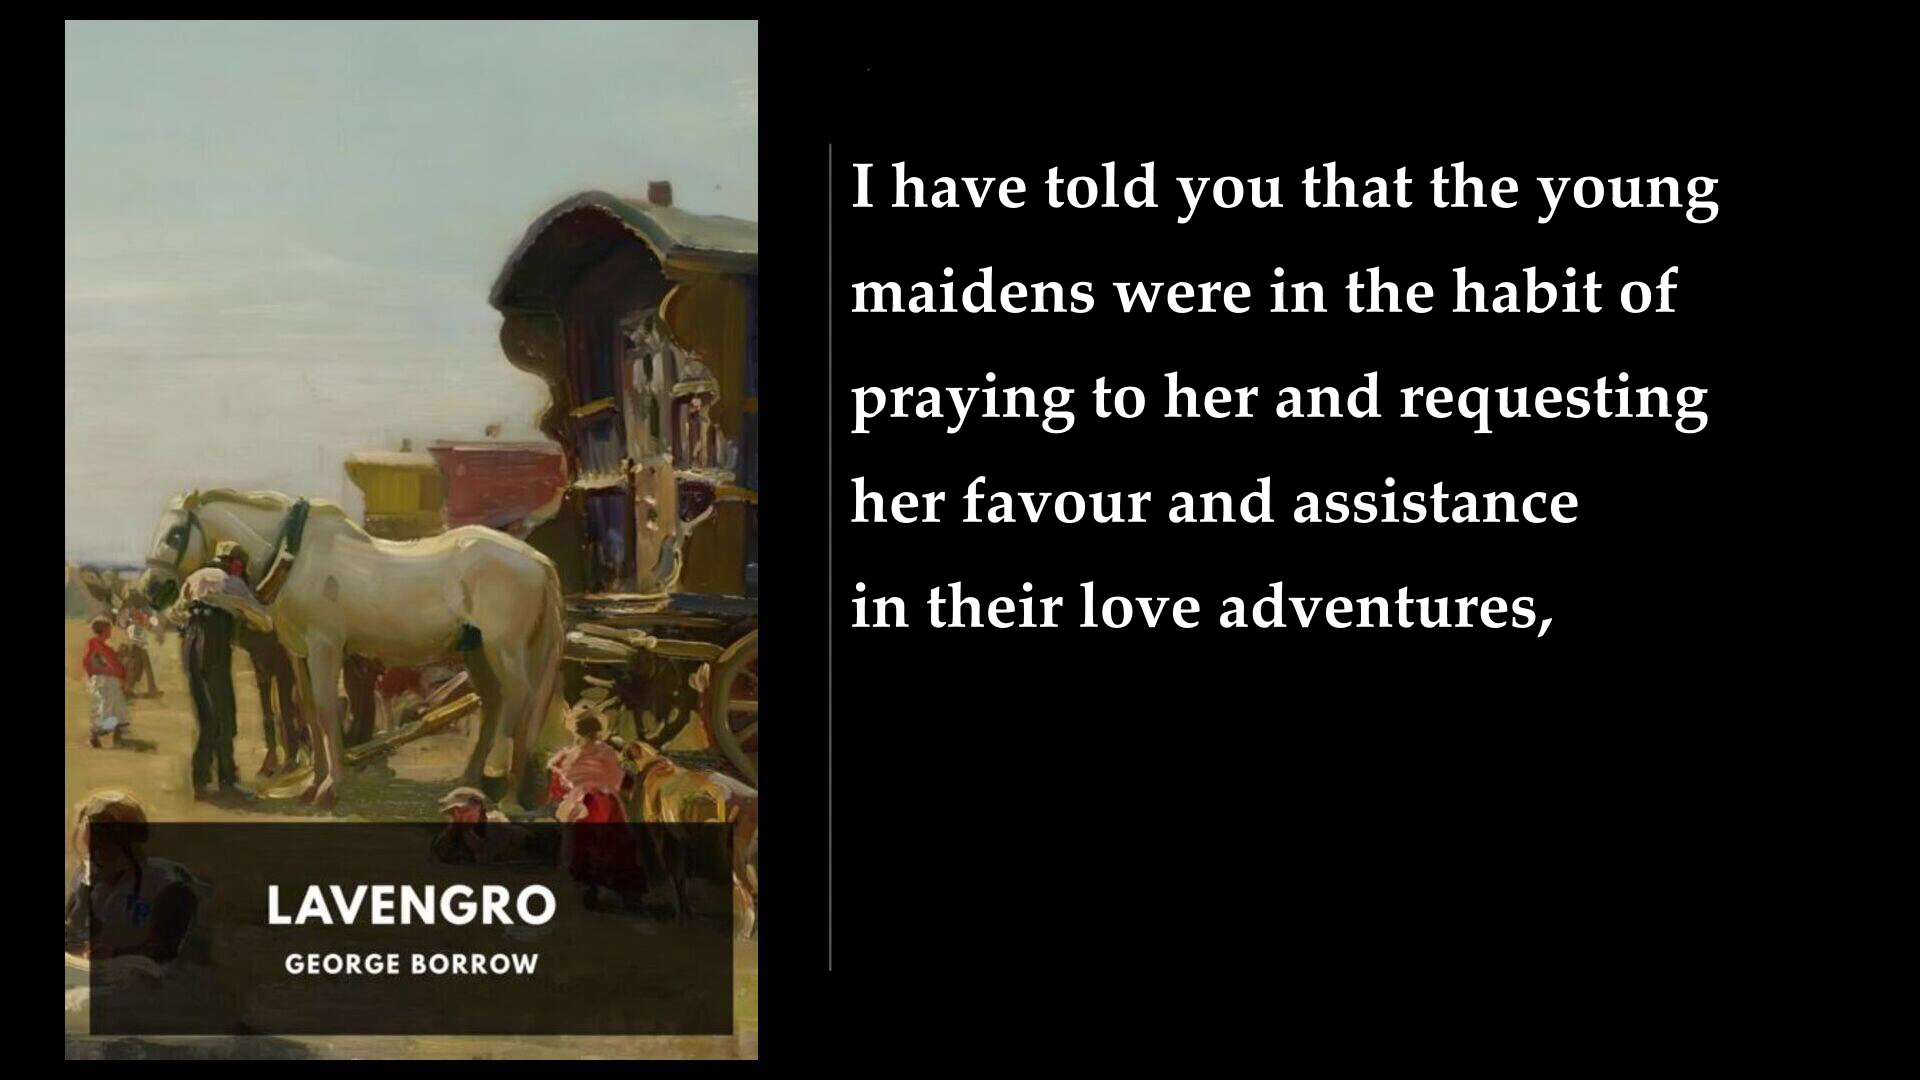 I have told you that the young
maidens were in the habit of
praying to her and requesting
her favour and assistance
in their love adventures,
LAVENGRO
GEORGE BORROW